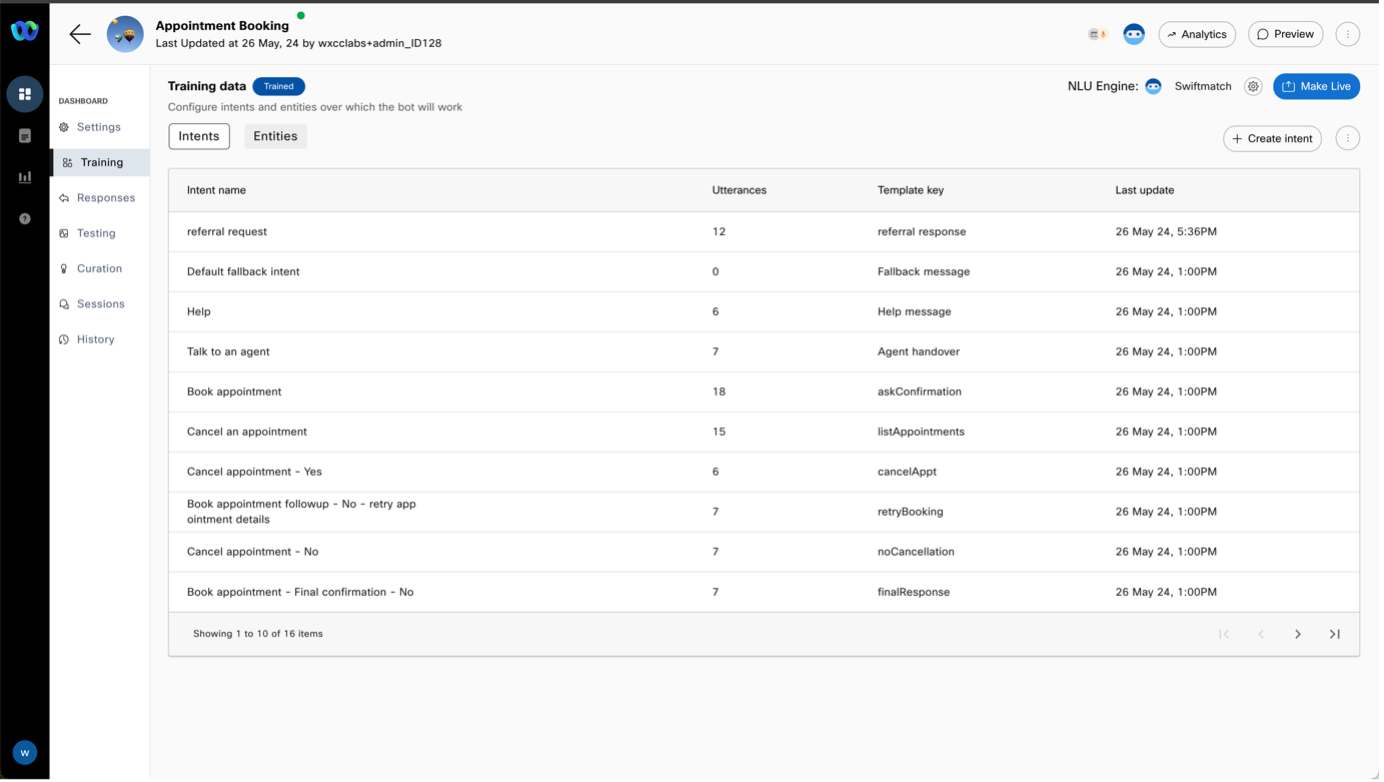 Appointment Booking
Last Updated at 26 May, 24 by wxcclabs+admin_ID128
Analytics
Preview
DASHBOARD
Settings
Training
Responses
Testing
Curation
Sessions
History
Training data Trained
Configure intents and entities over which the bot will work
NLU Engine: Swiftmatch Make Live
Intents Entities
Create intent
Intent name Utterances Template key Last update
referral request 12 referral response 26 May 24, 5:36PM
Default fallback intent 0 Fallback message 26 May 24, 1:00PM
Help 6 Help message 26 May 24, 1:00PM
Talk to an agent 7 Agent handover 26 May 24, 1:00PM
Book appointment 18 askConfirmation 26 May 24, 1:00PM
Cancel an appointment 15 listAppointments 26 May 24, 1:00PM
Cancel appointment - Yes 6 cancelAppt 26 May 24, 1:00PM
Book appointment followup - No - retry app
ointment details 7 retryBooking 26 May 24, 1:00PM
Cancel appointment - No 7 noCancellation 26 May 24, 1:00PM
Book appointment - Final confirmation - No 7 finalResponse 26 May 24, 1:00PM
Showing 1 to 10 of 16 items
W